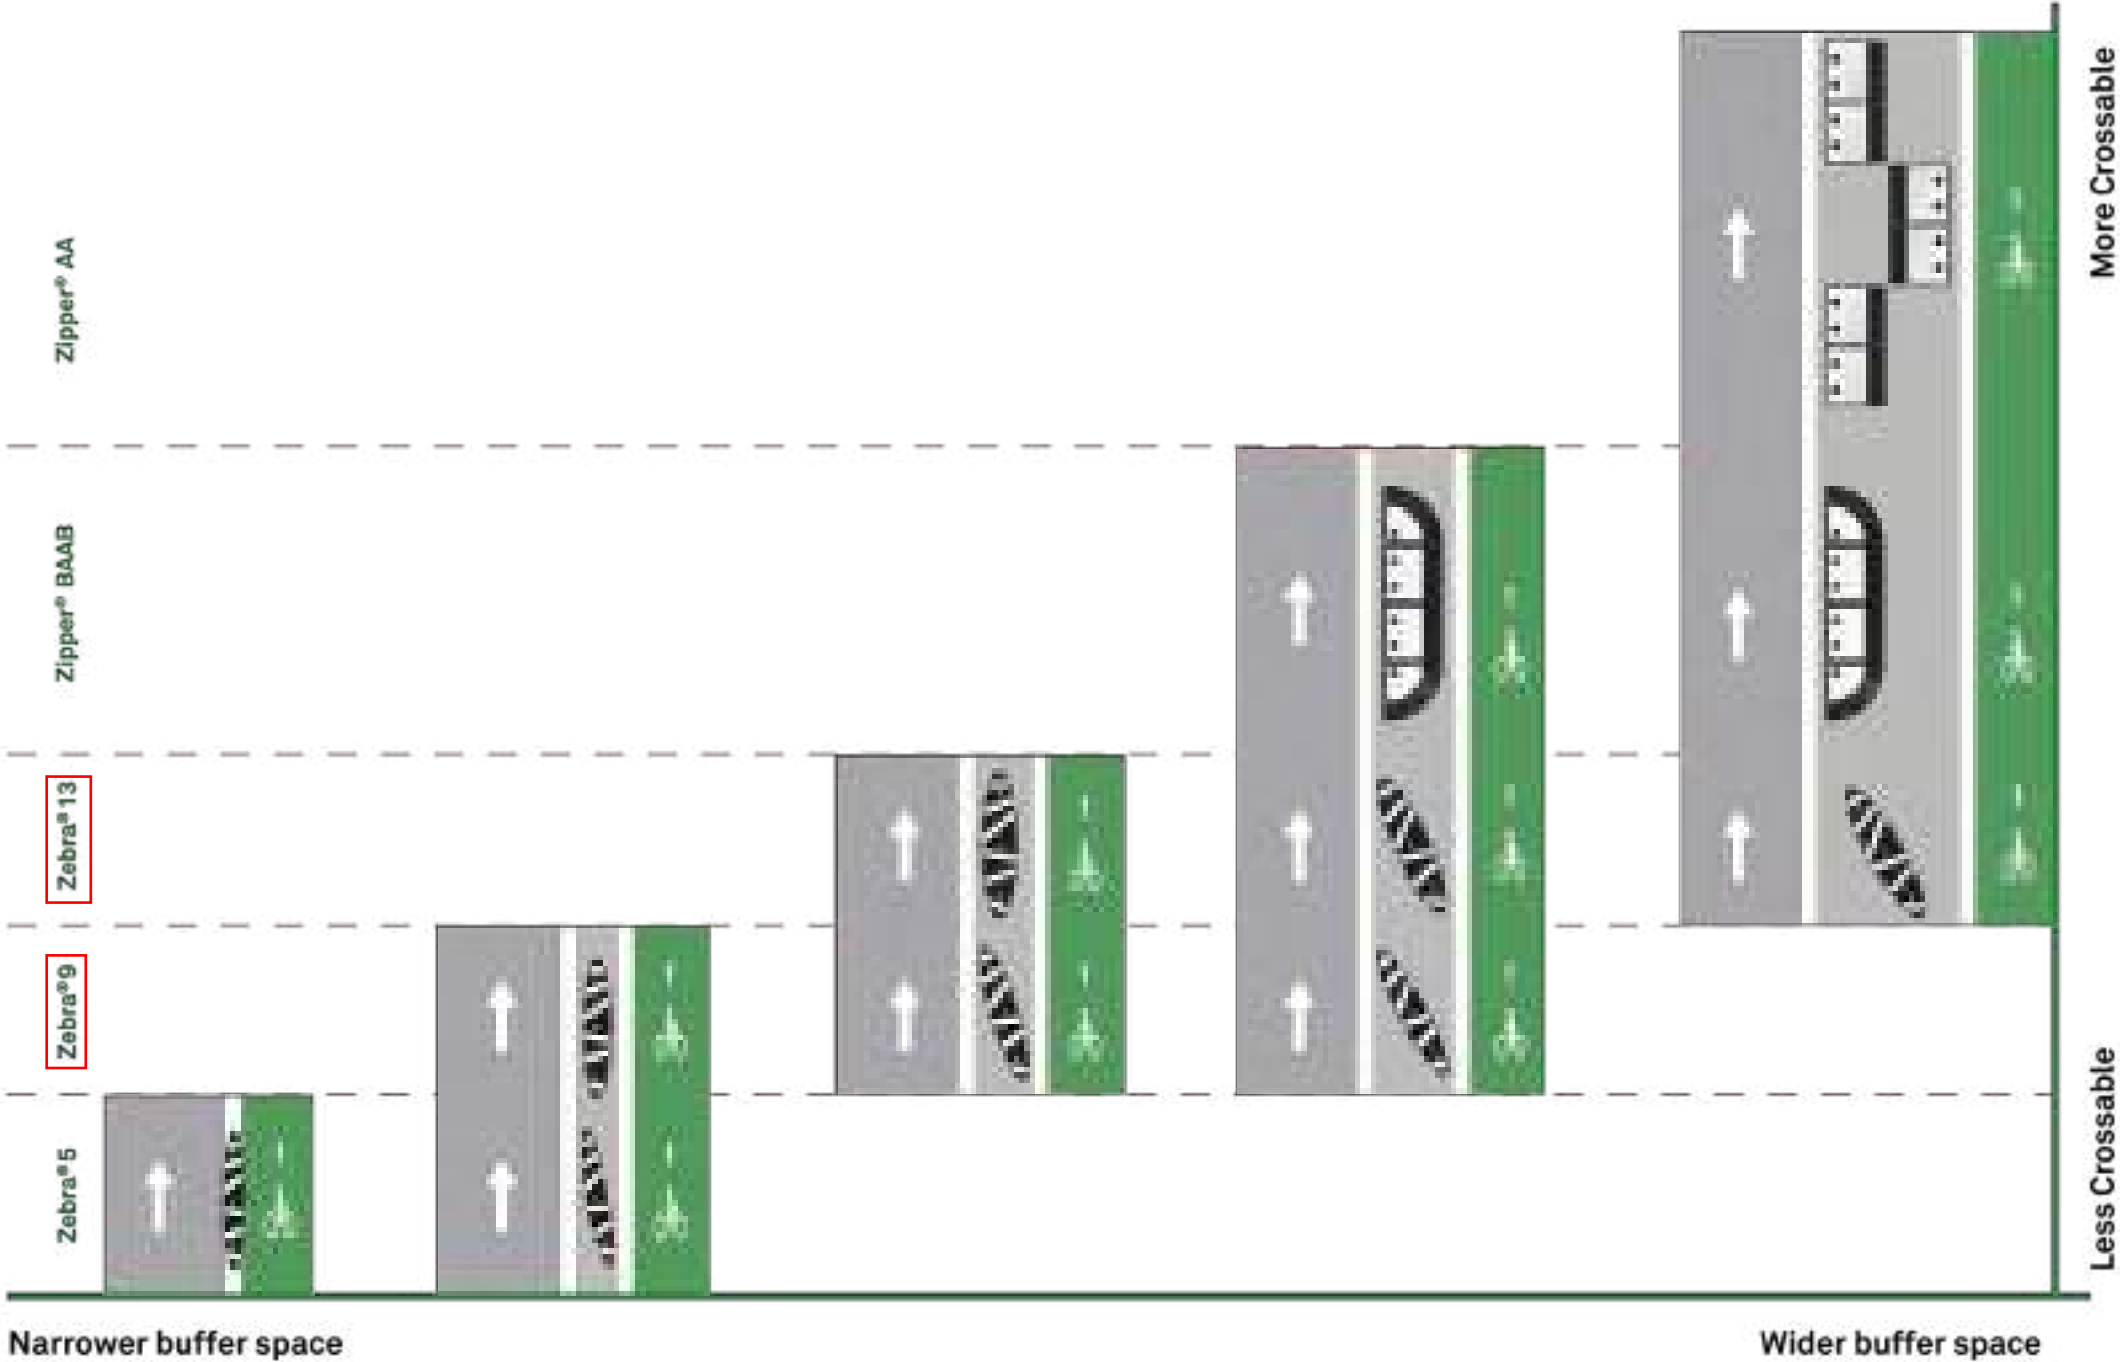 Zipper® AA
Zipper® BAAB
Zebra® 13
Zebra® 9
Zebra® 5
More Crossable
Less Crossable
Narrower buffer space
Wider buffer space